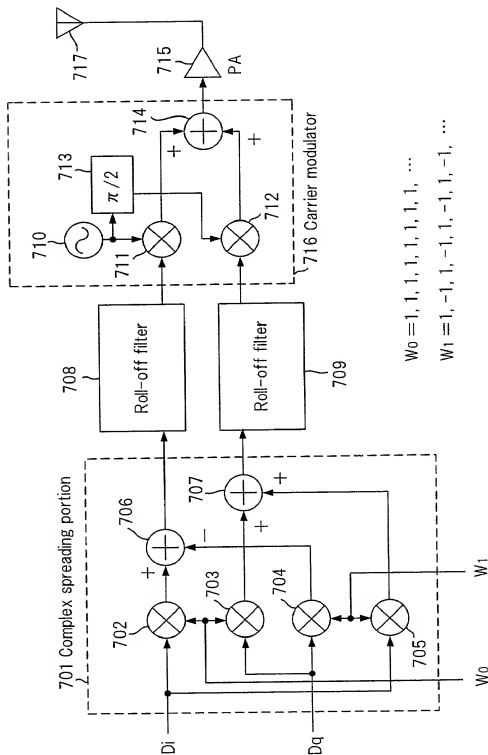 701 Complex spreading portion
Di
Dq
702
703
704
705
706
707
+
−
+
+
W0
W1
708
Roll-off filter
709
Roll-off filter
710
711
712
713
π/2
714
+
+
716 Carrier modulator
715
PA
717
W0 =1, 1, 1, 1, 1, 1, 1, 1, ...
W1 =1, -1, 1, -1, 1, -1, 1, -1, ...